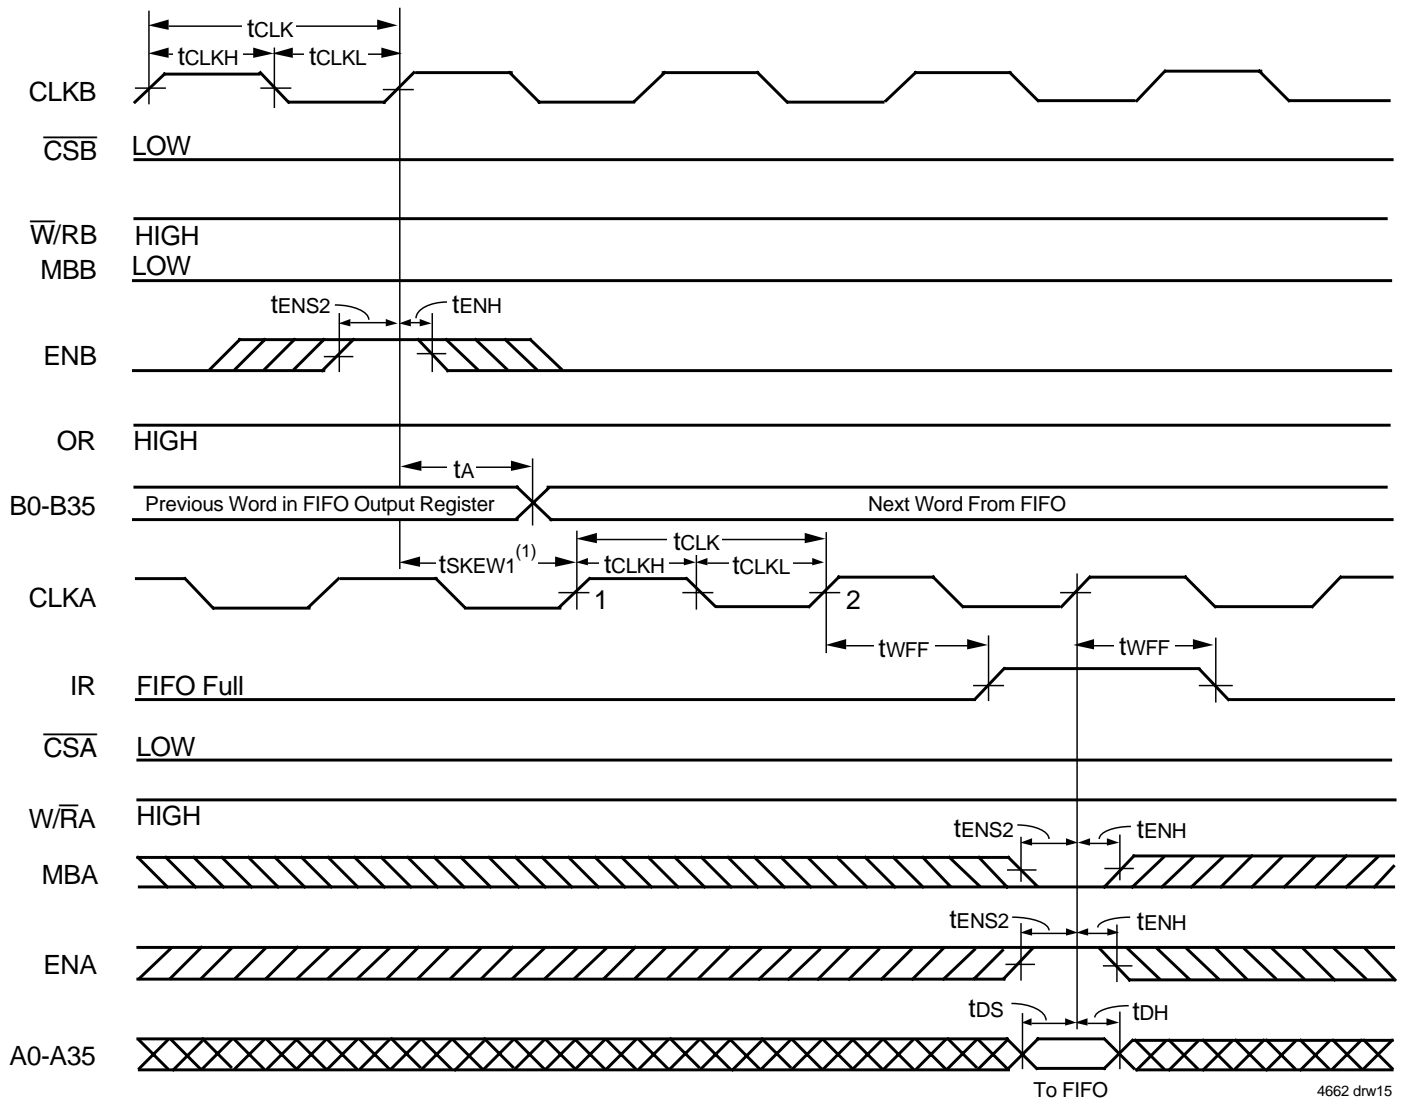 tCLK
tCLKH tCLKL
CLKB
CSB LOW
W/RB HIGH
MBB LOW
tENS2 tENH
ENB
OR HIGH
tA
B0-B35 Previous Word in FIFO Output Register Next Word From FIFO
tCLK
tSKEW1(1) tCLKH tCLKL
CLKA 1 2
tWFF tWFF
IR FIFO Full
CSA LOW
W/RA HIGH
tENS2 tENH
MBA
tENS2 tENH
ENA
tDS tDH
A0-A35
To FIFO 4662 drw15